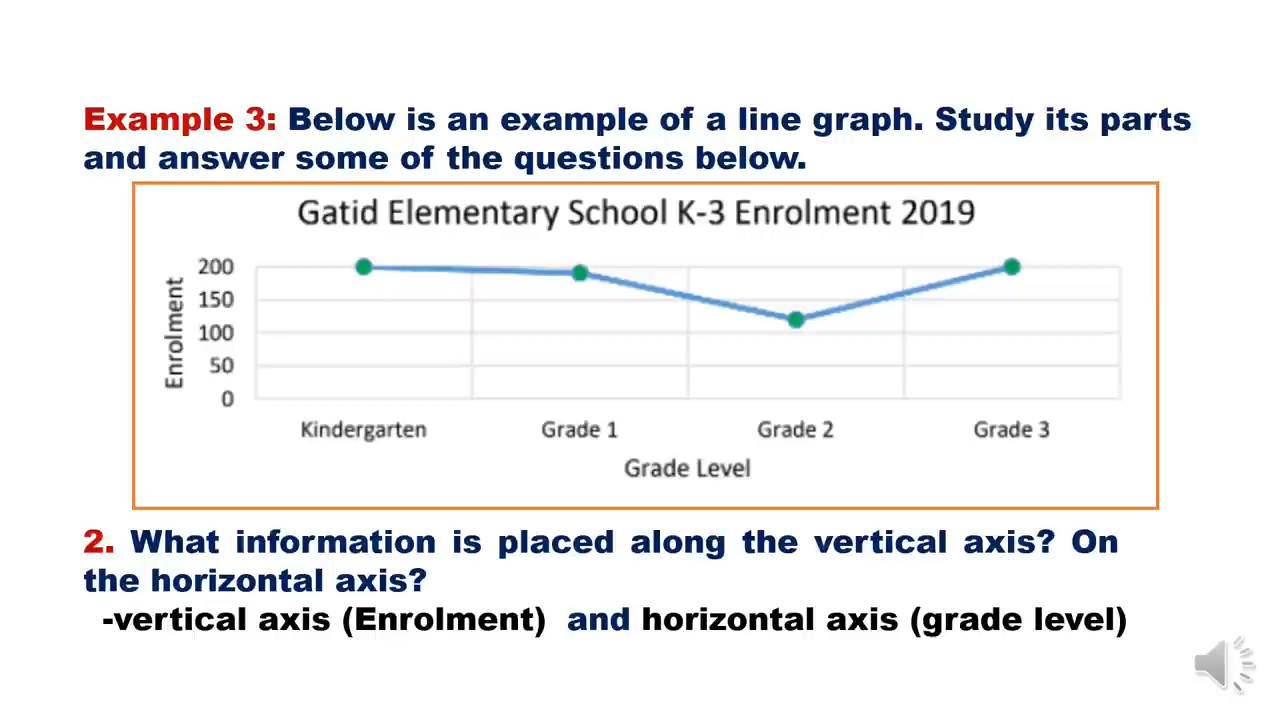 Example 3: Below is an example of a line graph. Study its parts
and answer some of the questions below.
Gatid Elementary School K-3 Enrolment 2019
Enrolment
200
150
100
50
0
Kindergarten Grade 1 Grade 2 Grade 3
Grade Level
2. What information is placed along the vertical axis? On
the horizontal axis?
-vertical axis (Enrolment) and horizontal axis (grade level)